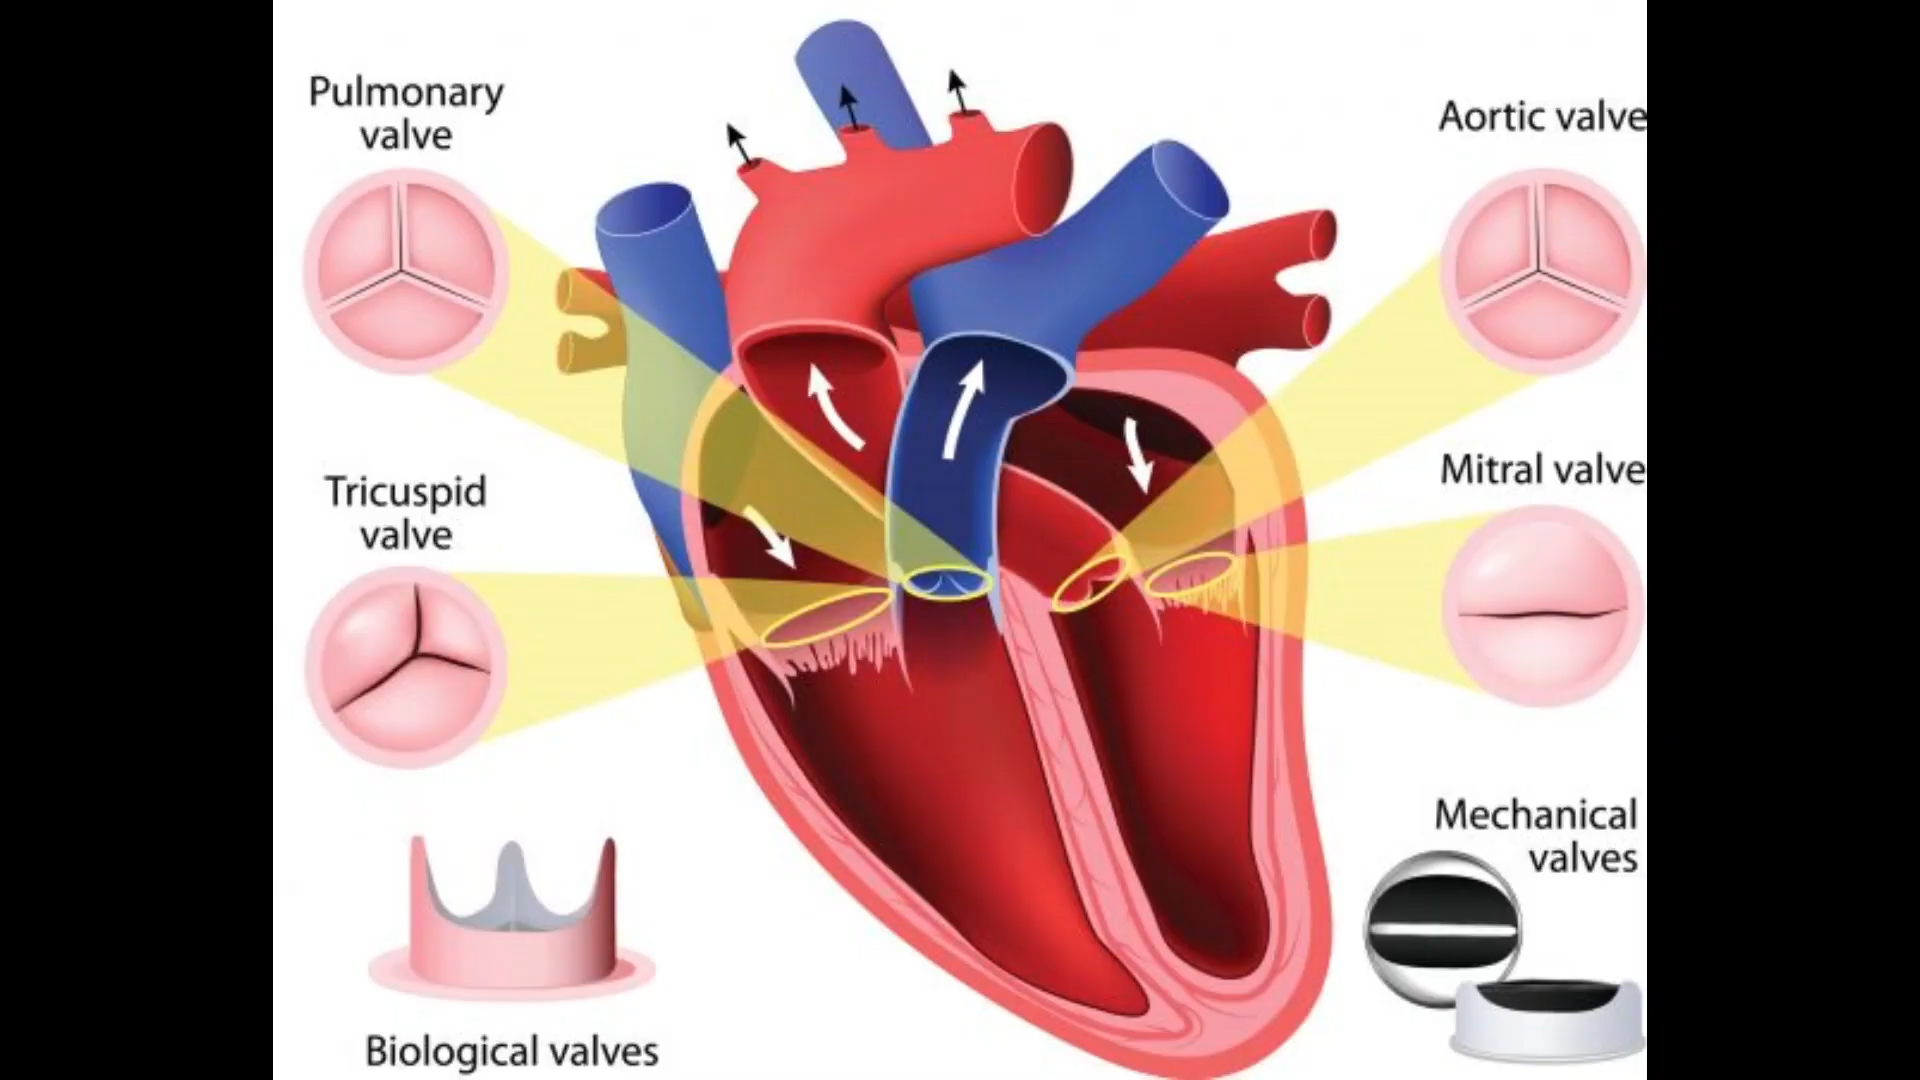 Pulmonary
valve
Aortic valve
Tricuspid
valve
Mitral valve
Mechanical
valves
Biological valves